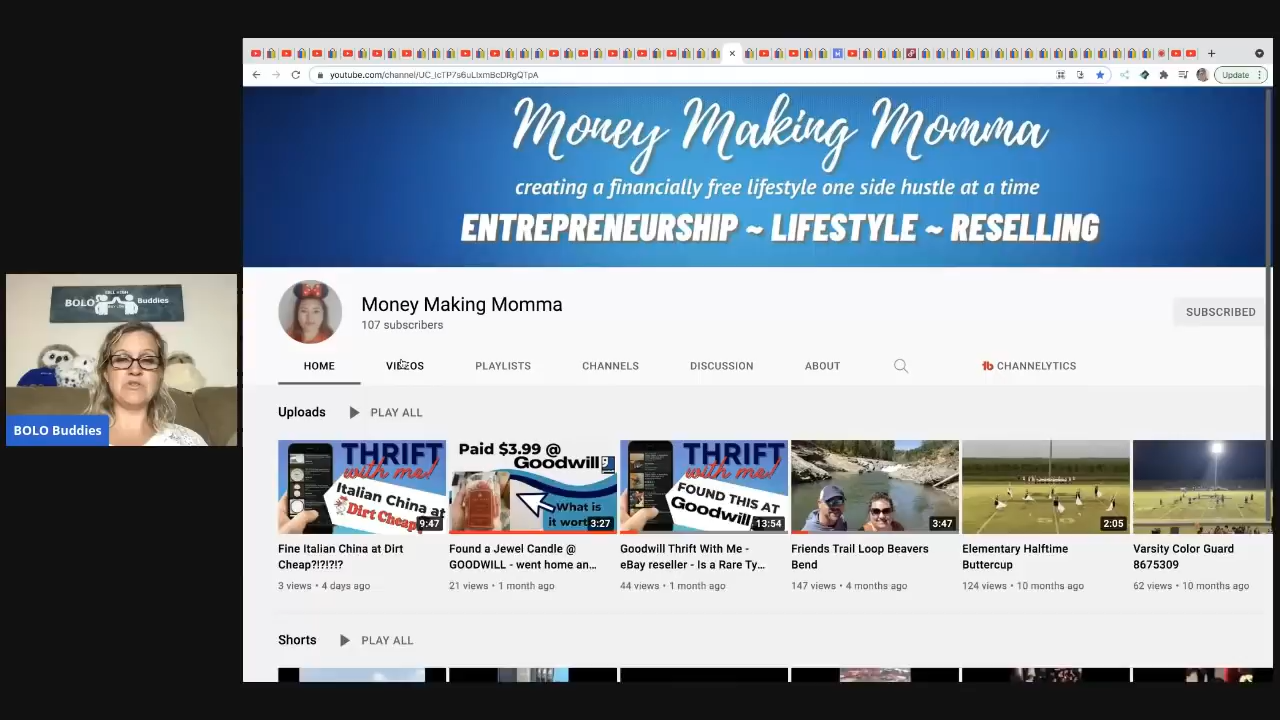 Update
youtube.com/channel/UC_IcTP7s6uLIxmBcDRgQTpA
Money Making Momma
creating a financially free lifestyle one side hustle at a time
ENTREPRENEURSHIP ~ LIFESTYLE ~ RESELLING
Money Making Momma
107 subscribers
SUBSCRIBED
HOME
VIDEOS
PLAYLISTS
CHANNELS
DISCUSSION
ABOUT
tb CHANNELYTICS
BOLO Buddies
BOLO Buddies
Uploads
PLAY ALL
THRIFT
with me!
Italian China at
Dirt Cheap
9:47
Paid $3.99 @
Goodwill
What is
it wort
3:27
THRIFT
with me!
FOUND THIS AT
Goodwill
13:54
3:47
2:05
Fine Italian China at Dirt
Cheap?!?!?!?
3 views • 4 days ago
Found a Jewel Candle @
GOODWILL - went home an...
21 views • 1 month ago
Goodwill Thrift With Me -
eBay reseller - Is a Rare Ty...
44 views • 1 month ago
Friends Trail Loop Beavers
Bend
147 views • 4 months ago
Elementary Halftime
Buttercup
124 views • 10 months ago
Varsity Color Guard
8675309
62 views • 10 months ago
Shorts
PLAY ALL